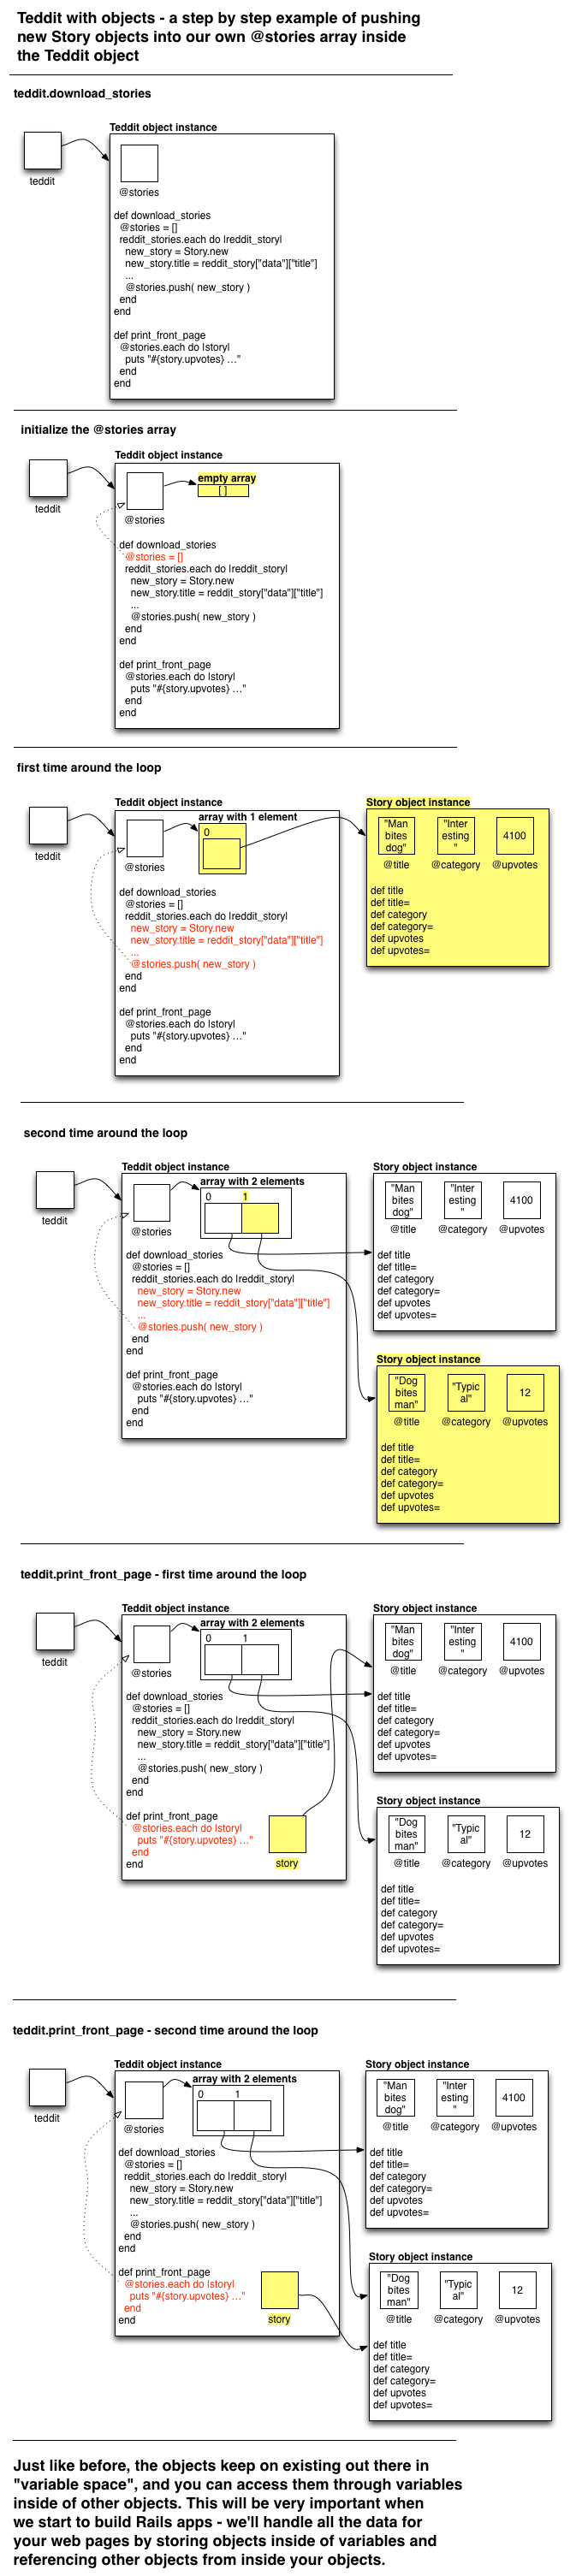 Teddit with objects - a step by step example of pushing
new Story objects into our own @stories array inside
the Teddit object
teddit.download_stories
Teddit object instance
teddit
@stories
def download_stories
@stories = []
reddit_stories.each do |reddit_story|
new_story = Story.new
new_story.title = reddit_story["data"]["title"]
...
@stories.push( new_story )
end
end
def print_front_page
@stories.each do |story|
puts "#{story.upvotes} ..."
end
end
initialize the @stories array
Teddit object instance
empty array
[ ]
teddit
@stories
def download_stories
@stories = []
reddit_stories.each do |reddit_story|
new_story = Story.new
new_story.title = reddit_story["data"]["title"]
...
@stories.push( new_story )
end
end
def print_front_page
@stories.each do |story|
puts "#{story.upvotes} ..."
end
end
first time around the loop
Teddit object instance
array with 1 element
0
teddit
@stories
def download_stories
@stories = []
reddit_stories.each do |reddit_story|
new_story = Story.new
new_story.title = reddit_story["data"]["title"]
...
@stories.push( new_story )
end
end
def print_front_page
@stories.each do |story|
puts "#{story.upvotes} ..."
end
end
Story object instance
"Man
bites
dog"
"Inter
esting
"
4100
@title @category @upvotes
def title
def title=
def category
def category=
def upvotes
def upvotes=
second time around the loop
Teddit object instance
array with 2 elements
0 1
teddit
@stories
def download_stories
@stories = []
reddit_stories.each do |reddit_story|
new_story = Story.new
new_story.title = reddit_story["data"]["title"]
...
@stories.push( new_story )
end
end
def print_front_page
@stories.each do |story|
puts "#{story.upvotes} ..."
end
end
Story object instance
"Man
bites
dog"
"Inter
esting
"
4100
@title @category @upvotes
def title
def title=
def category
def category=
def upvotes
def upvotes=
Story object instance
"Dog
bites
man"
"Typic
al"
12
@title @category @upvotes
def title
def title=
def category
def category=
def upvotes
def upvotes=
teddit.print_front_page - first time around the loop
Teddit object instance
array with 2 elements
0 1
teddit
@stories
def download_stories
@stories = []
reddit_stories.each do |reddit_story|
new_story = Story.new
new_story.title = reddit_story["data"]["title"]
...
@stories.push( new_story )
end
end
def print_front_page
@stories.each do |story|
puts "#{story.upvotes} ..."
end
end
story
Story object instance
"Man
bites
dog"
"Inter
esting
"
4100
@title @category @upvotes
def title
def title=
def category
def category=
def upvotes
def upvotes=
Story object instance
"Dog
bites
man"
"Typic
al"
12
@title @category @upvotes
def title
def title=
def category
def category=
def upvotes
def upvotes=
teddit.print_front_page - second time around the loop
Teddit object instance
array with 2 elements
0 1
teddit
@stories
def download_stories
@stories = []
reddit_stories.each do |reddit_story|
new_story = Story.new
new_story.title = reddit_story["data"]["title"]
...
@stories.push( new_story )
end
end
def print_front_page
@stories.each do |story|
puts "#{story.upvotes} ..."
end
end
story
Story object instance
"Man
bites
dog"
"Inter
esting
"
4100
@title @category @upvotes
def title
def title=
def category
def category=
def upvotes
def upvotes=
Story object instance
"Dog
bites
man"
"Typic
al"
12
@title @category @upvotes
def title
def title=
def category
def category=
def upvotes
def upvotes=
Just like before, the objects keep on existing out there in
"variable space", and you can access them through variables
inside of other objects. This will be very important when
we start to build Rails apps - we'll handle all the data for
your web pages by storing objects inside of variables and
referencing other objects from inside your objects.